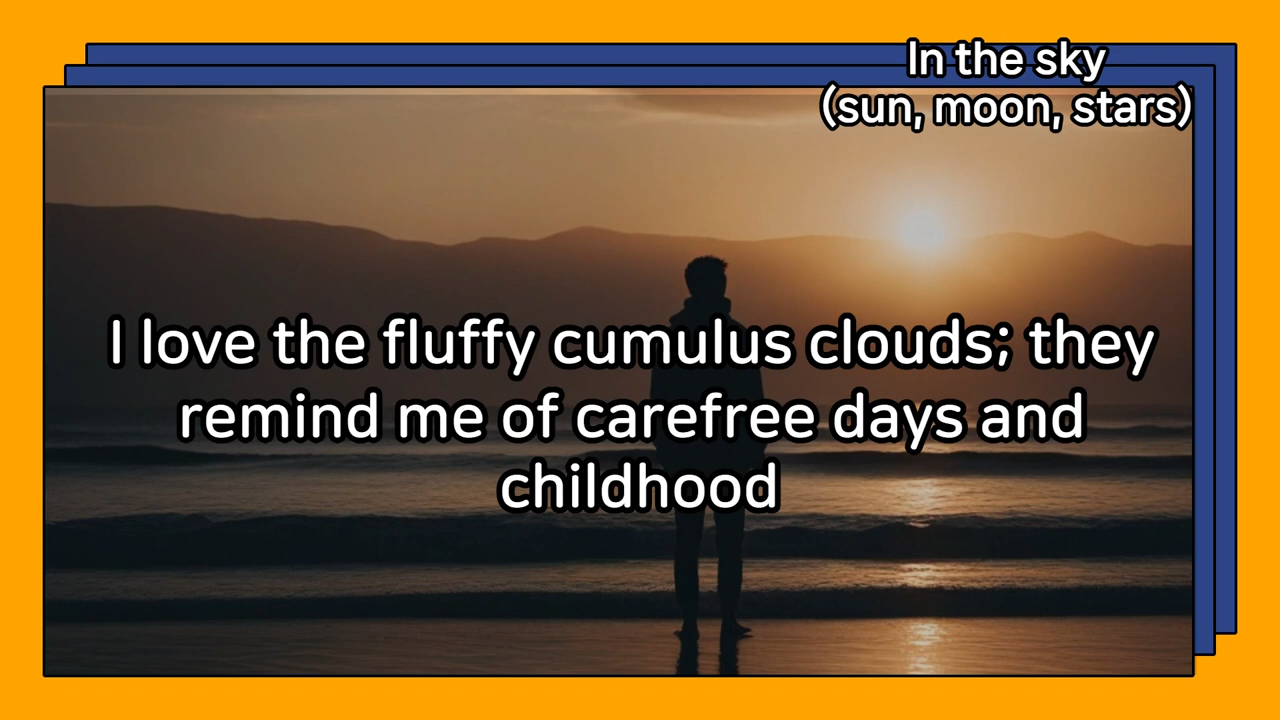 In the sky
(sun, moon, stars)
I love the fluffy cumulus clouds; they
remind me of carefree days and
childhood